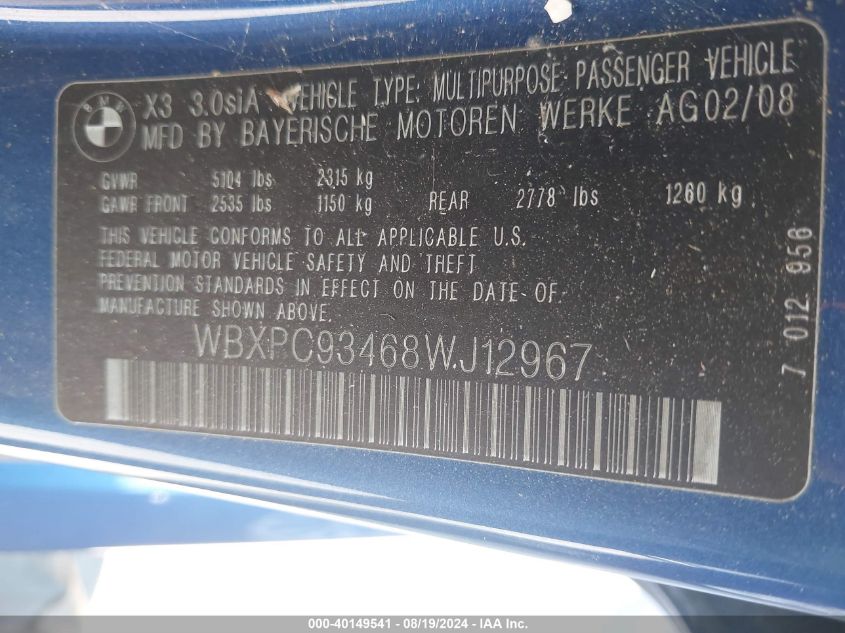 BMW
X3 3.0siA VEHICLE TYPE: MULTIPURPOSE PASSENGER VEHICLE
MFD BY BAYERISCHE MOTOREN WERKE AG02/08
GVWR 5104 lbs 2315 kg
GAWR FRONT 2535 lbs 1150 kg REAR 2778 lbs 1260 kg
THIS VEHICLE CONFORMS TO ALL APPLICABLE U.S.
FEDERAL MOTOR VEHICLE SAFETY AND THEFT
PREVENTION STANDARDS IN EFFECT ON THE DATE OF
MANUFACTURE SHOWN ABOVE.
WBXPC93468WJ12967
7 012 956
000-40149541 - 08/19/2024 - IAA Inc.